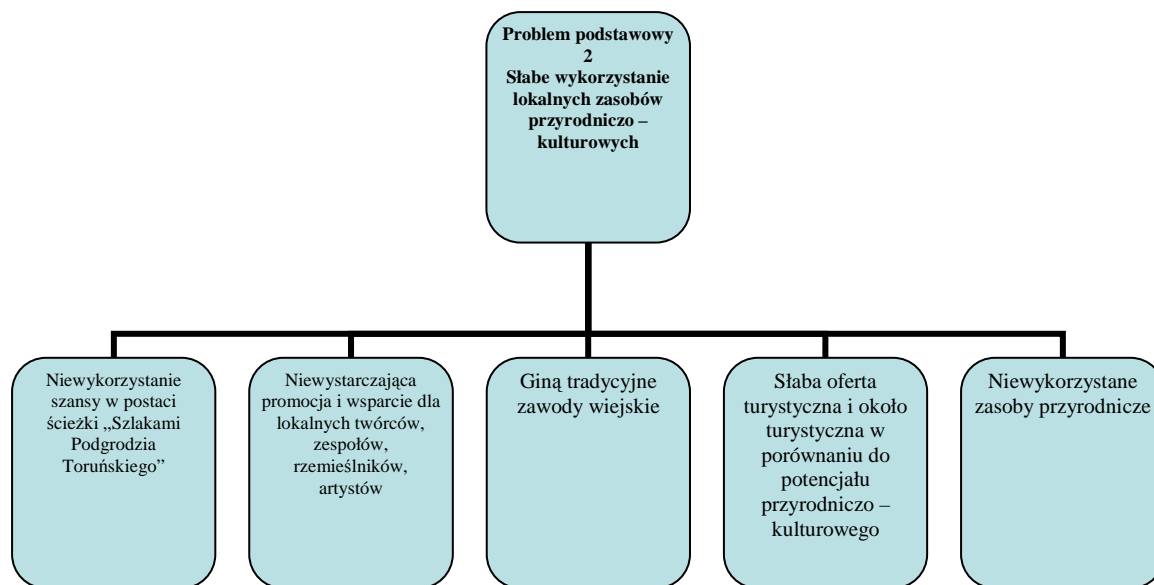 Problem podstawowy
2
Słabe wykorzystanie
lokalnych zasobów
przyrodniczo –
kulturowych
Niewykorzystanie
szansy w postaci
ścieżki „Szlakami
Podgrodzia
Toruńskiego”
Niewystarczająca
promocja i wsparcie dla
lokalnych twórców,
zespołów,
rzemieślników,
artystów
Giną tradycyjne
zawody wiejskie
Słaba oferta
turystyczna i około
turystyczna w
porównaniu do
potencjału
przyrodniczo –
kulturowego
Niewykorzystane
zasoby przyrodnicze